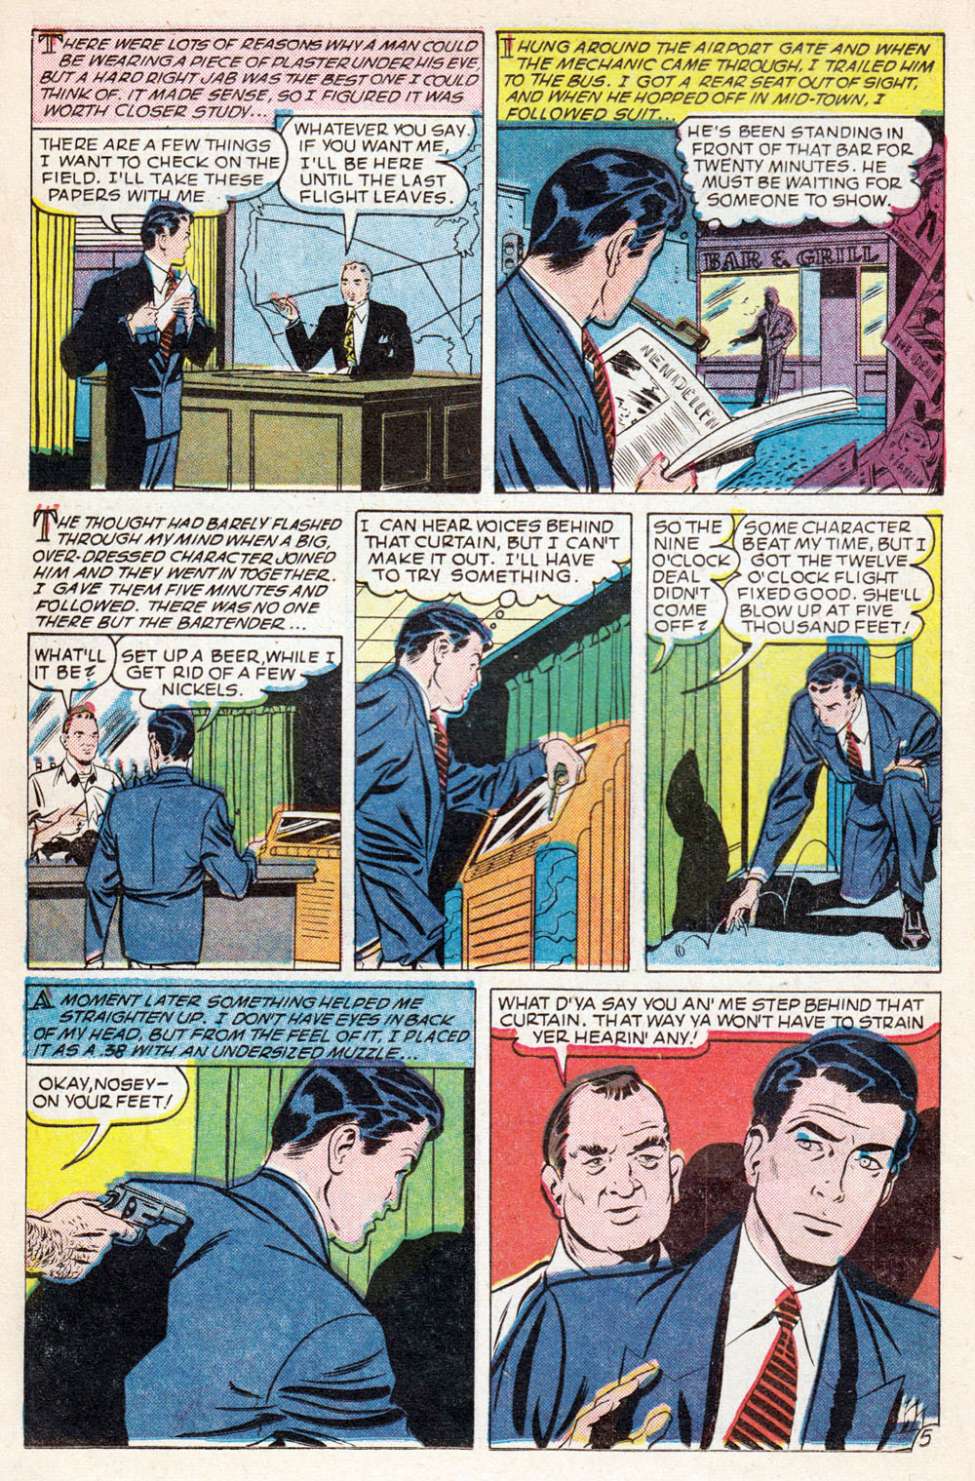 THERE WERE LOTS OF REASONS WHY A MAN COULD
BE WEARING A PIECE OF PLASTER UNDER HIS EYE,
BUT A HARD RIGHT JAB WAS THE BEST ONE I COULD
THINK OF. IT MADE SENSE, SO I FIGURED IT WAS
WORTH CLOSER STUDY...
THERE ARE A FEW THINGS
I WANT TO CHECK ON THE
FIELD. I'LL TAKE THESE
PAPERS WITH ME.
WHATEVER YOU SAY.
IF YOU WANT ME,
I'LL BE HERE
UNTIL THE LAST
FLIGHT LEAVES.
I HUNG AROUND THE AIRPORT GATE AND WHEN
THE MECHANIC CAME THROUGH, I TRAILED HIM
TO THE BUS. I GOT A REAR SEAT OUT OF SIGHT,
AND WHEN HE HOPPED OFF IN MID-TOWN, I
FOLLOWED SUIT...
HE'S BEEN STANDING IN
FRONT OF THAT BAR FOR
TWENTY MINUTES. HE
MUST BE WAITING FOR
SOMEONE TO SHOW.
BAR & GRILL
THE THOUGHT HAD BARELY FLASHED
THROUGH MY MIND WHEN A BIG,
OVER-DRESSED CHARACTER JOINED
HIM AND THEY WENT IN TOGETHER.
I GAVE THEM FIVE MINUTES AND
FOLLOWED. THERE WAS NO ONE
THERE BUT THE BARTENDER...
WHAT'LL
IT BE?
SET UP A BEER, WHILE I
GET RID OF A FEW
NICKELS.
I CAN HEAR VOICES BEHIND
THAT CURTAIN, BUT I CAN'T
MAKE IT OUT. I'LL HAVE
TO TRY SOMETHING.
SO THE
NINE
O'CLOCK
DEAL
DIDN'T
COME
OFF?
SOME CHARACTER
BEAT MY TIME, BUT I
GOT THE TWELVE
O'CLOCK FLIGHT
FIXED GOOD. SHE'LL
BLOW UP AT FIVE
THOUSAND FEET!
A MOMENT LATER SOMETHING HELPED ME
STRAIGHTEN UP. I DON'T HAVE EYES IN BACK
OF MY HEAD, BUT FROM THE FEEL OF IT, I PLACED
IT AS A .38 WITH AN UNDERSIZED MUZZLE...
OKAY, NOSEY—
ON YOUR FEET!
WHAT D'YA SAY YOU AN' ME STEP BEHIND THAT
CURTAIN. THAT WAY YA WON'T HAVE TO STRAIN
YER HEARIN' ANY!
5